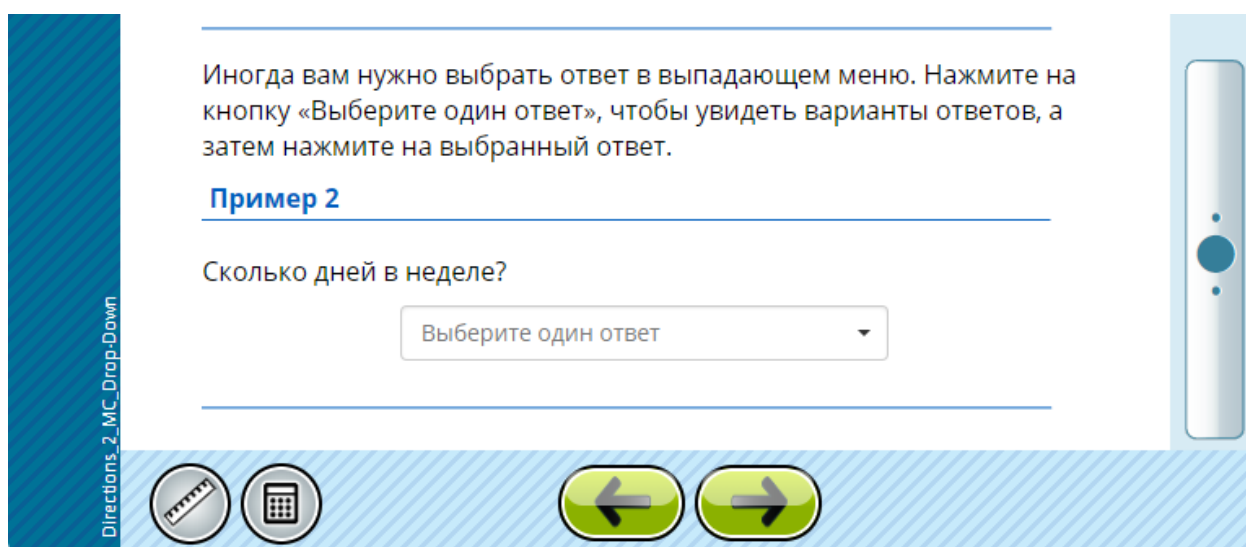 Иногда вам нужно выбрать ответ в выпадающем меню. Нажмите на
кнопку «Выберите один ответ», чтобы увидеть варианты ответов, а
затем нажмите на выбранный ответ.
Пример 2
Сколько дней в неделе?
Выберите один ответ
Directions_2_MC_Drop-Down